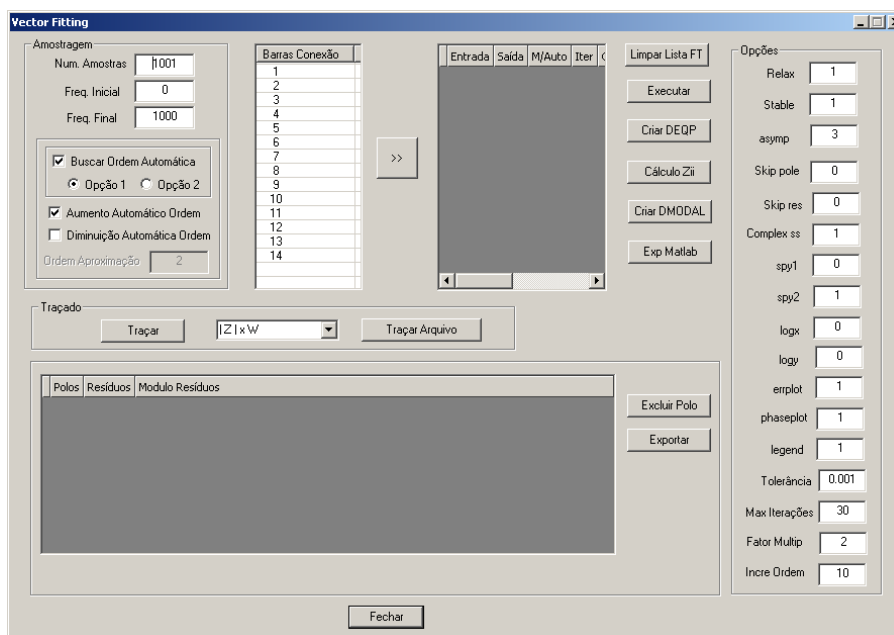 Vector Fitting
Amostragem
Num. Amostras 1001
Freq. Inicial 0
Freq. Final 1000
Buscar Ordem Automática
Opção 1 Opção 2
Aumento Automático Ordem
Diminuição Automática Ordem
Ordem Aproximação 2
Barras Conexão
1
2
3
4
5
6
7
8
9
10
11
12
13
14
>>
Entrada Saída M/Auto Iter
Limpar Lista FT
Executar
Criar DEQP
Cálculo Zii
Criar DMODAL
Exp Matlab
Traçado
Traçar |Z|xW Traçar Arquivo
Polos Resíduos Modulo Resíduos
Excluir Polo
Exportar
Opções
Relax 1
Stable 1
asymp 3
Skip pole 0
Skip res 0
Complex ss 1
spy1 0
spy2 1
logx 0
logy 0
errplot 1
phaseplot 1
legend 1
Tolerância 0.001
Max Iterações 30
Fator Multip 2
Incre Ordem 10
Fechar